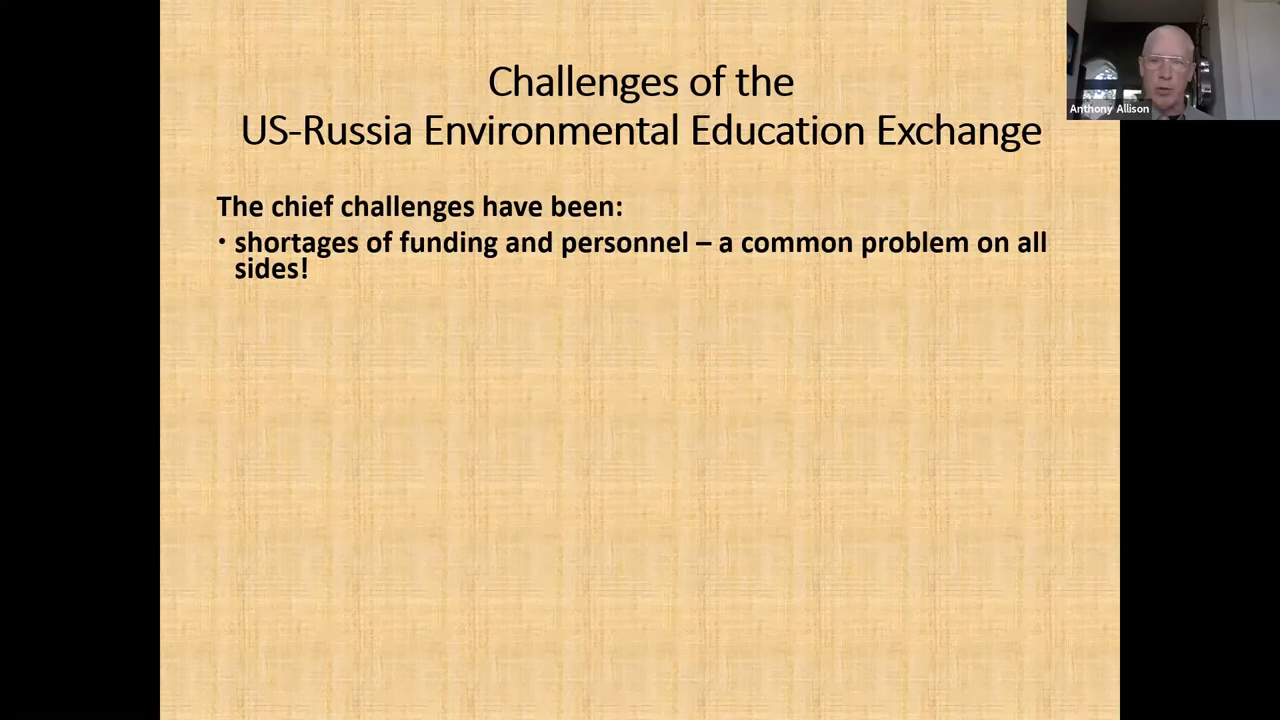 Challenges of the
US-Russia Environmental Education Exchange
Anthony Allison
The chief challenges have been:
• shortages of funding and personnel – a common problem on all
sides!